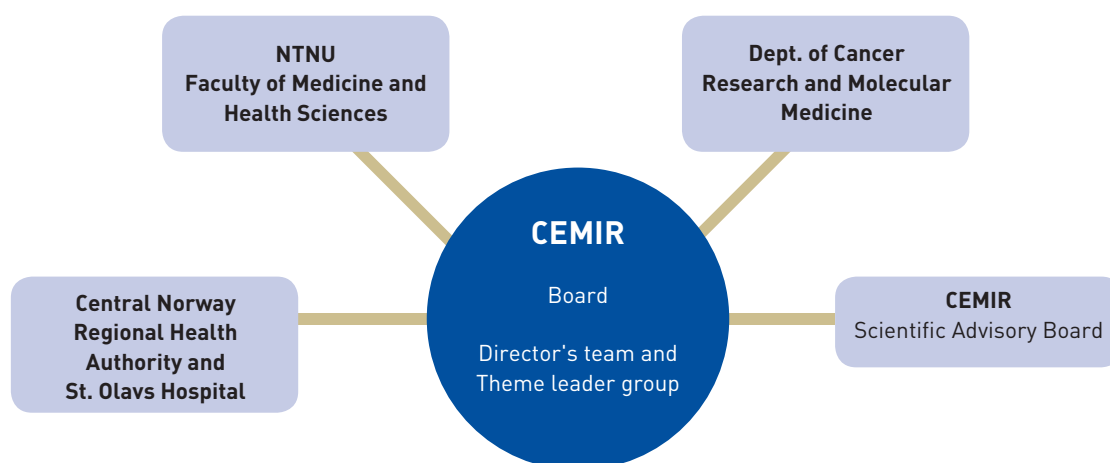 NTNU
Faculty of Medicine and
Health Sciences
Dept. of Cancer
Research and Molecular
Medicine
CEMIR
Board
Director's team and
Theme leader group
Central Norway
Regional Health
Authority and
St. Olavs Hospital
CEMIR
Scientific Advisory Board